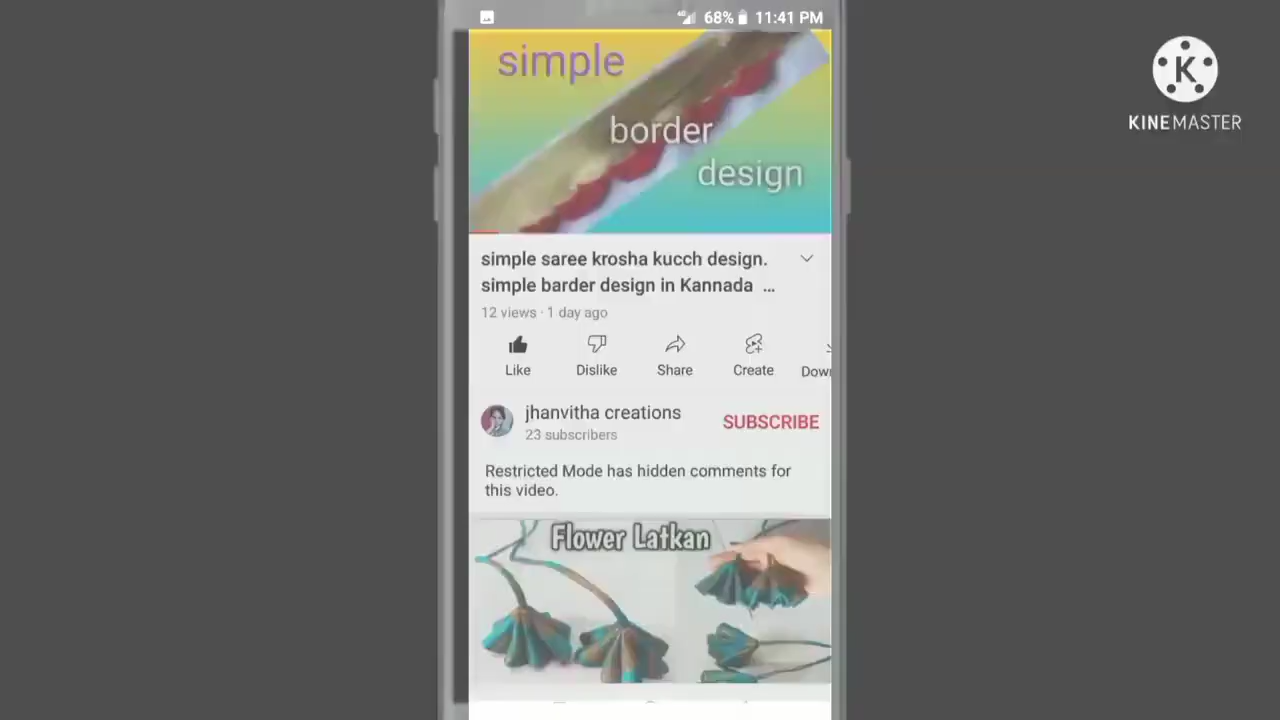 68% 11:41 PM
simple
border
design
KINEMASTER
simple saree krosha kucch design.
simple barder design in Kannada ...
12 views · 1 day ago
Like Dislike Share Create Down
jhanvitha creations
23 subscribers
SUBSCRIBE
Restricted Mode has hidden comments for
this video.
Flower Latkan